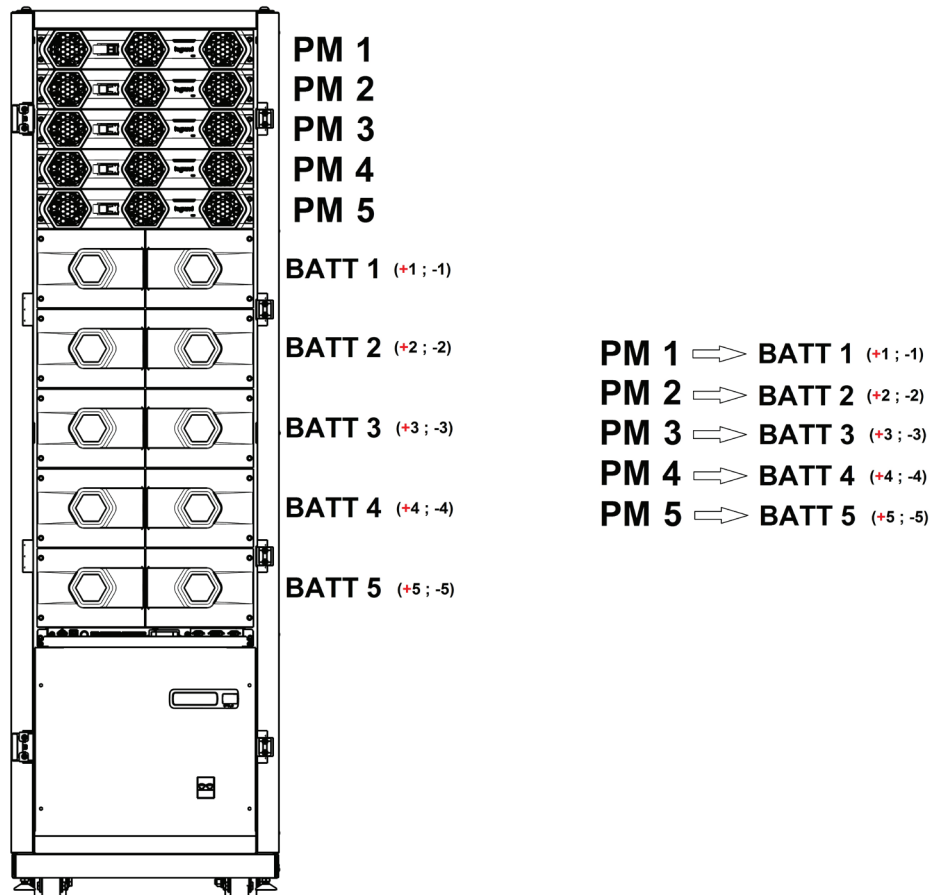 PM 1
PM 2
PM 3
PM 4
PM 5
BATT 1 (+1 ; -1)
BATT 2 (+2 ; -2)
BATT 3 (+3 ; -3)
BATT 4 (+4 ; -4)
BATT 5 (+5 ; -5)
PM 1 ⇨ BATT 1 (+1 ; -1)
PM 2 ⇨ BATT 2 (+2 ; -2)
PM 3 ⇨ BATT 3 (+3 ; -3)
PM 4 ⇨ BATT 4 (+4 ; -4)
PM 5 ⇨ BATT 5 (+5 ; -5)